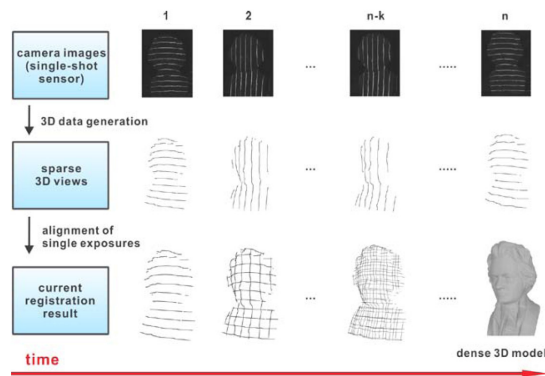 1 2 n-k n
camera images
(single-shot
sensor)
... .....
3D data generation
sparse
3D views
... .....
alignment of
single exposures
current
registration
result
... .....
dense 3D model
time